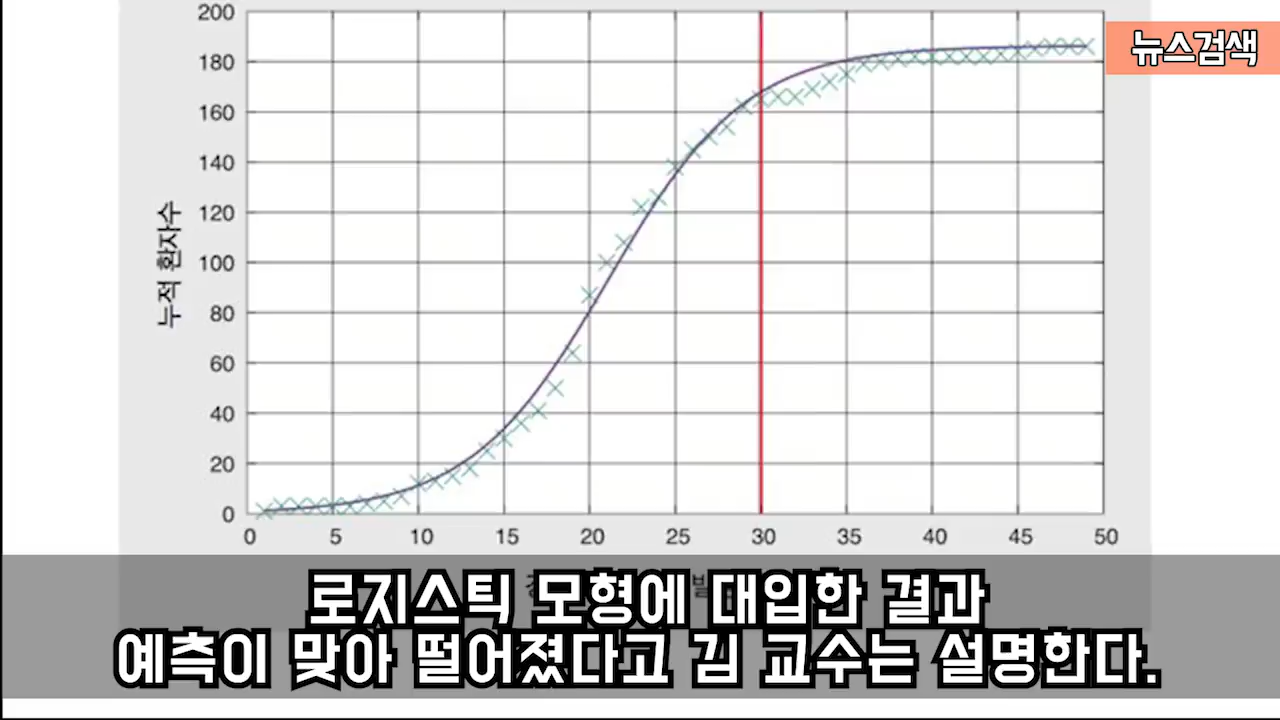 뉴스검색
200
180
160
140
120
100
80
60
40
20
0
누적 환자수
0 5 10 15 20 25 30 35 40 45 50
로지스틱 모형에 대입한 결과
예측이 맞아 떨어졌다고 김 교수는 설명한다.